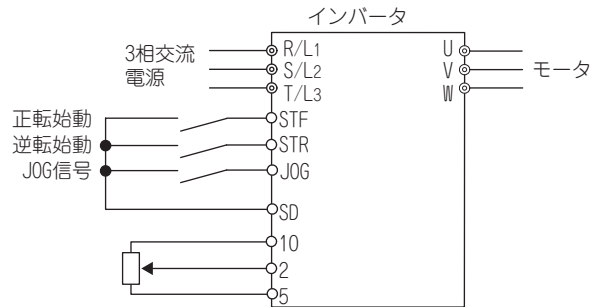 インバータ
3相交流
電源
R/L1
S/L2
T/L3
U
V
W
モータ
正転始動
逆転始動
JOG信号
STF
STR
JOG
SD
10
2
5